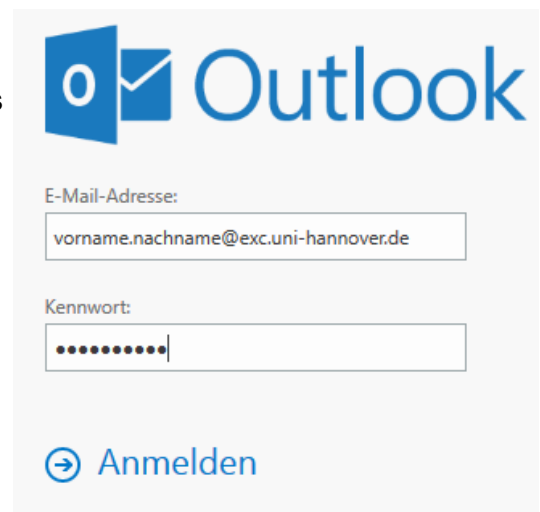 Outlook
E-Mail-Adresse:
vorname.nachname@exc.uni-hannover.de
Kennwort:
••••••••••
Anmelden